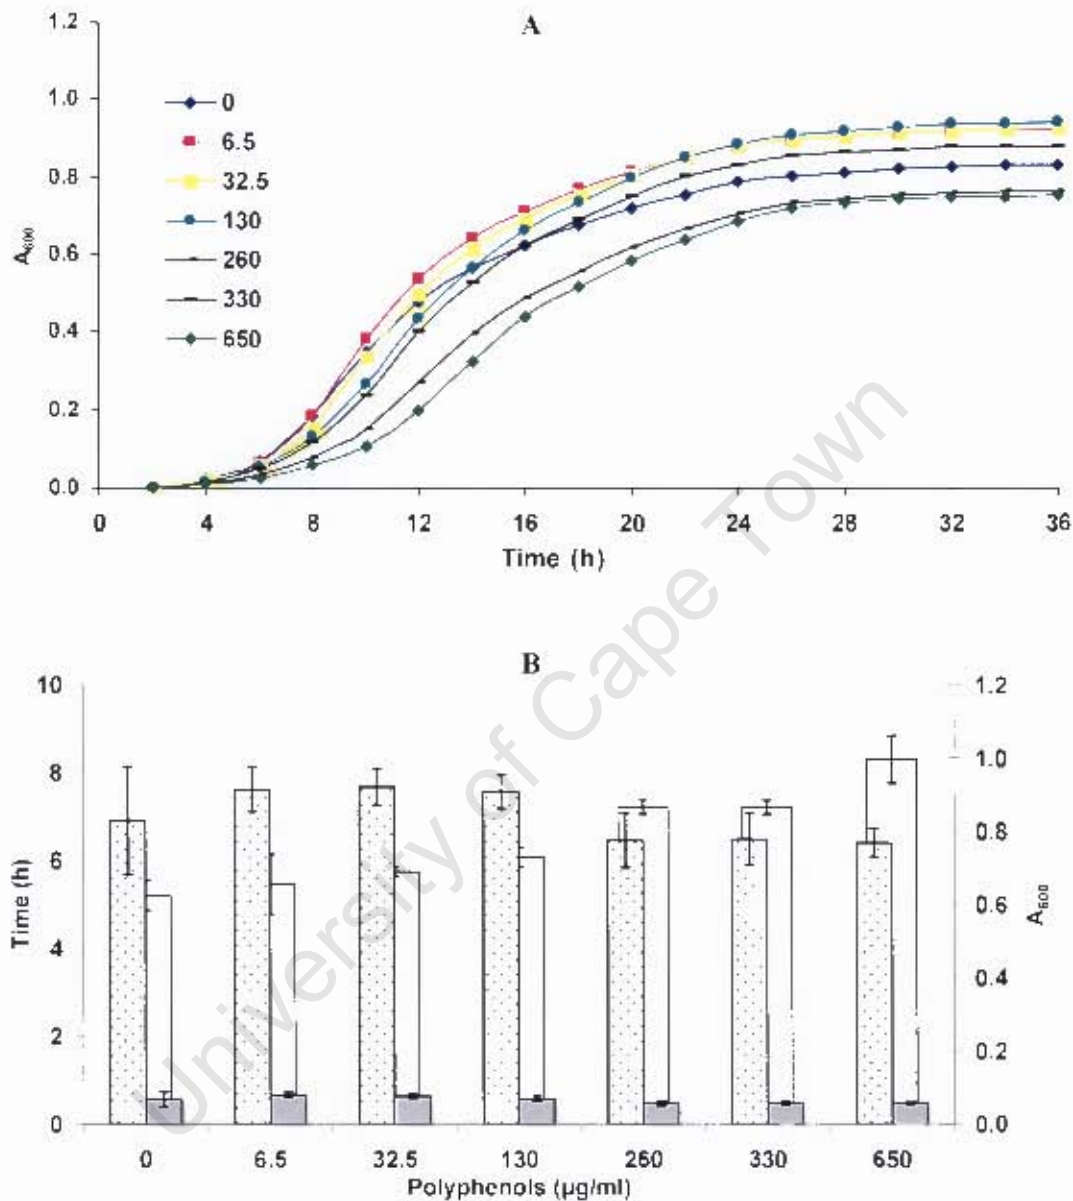 A
1.2
1.0
0.8
0.6
0.4
0.2
0.0
A600
0
6.5
32.5
130
260
330
650
0 4 8 12 16 20 24 28 32 36
Time (h)
University of Cape Town
B
10
8
6
4
2
0
Time (h)
1.2
1.0
0.8
0.6
0.4
0.2
0.0
A600
0 6.5 32.5 130 260 330 650
Polyphenols (µg/ml)